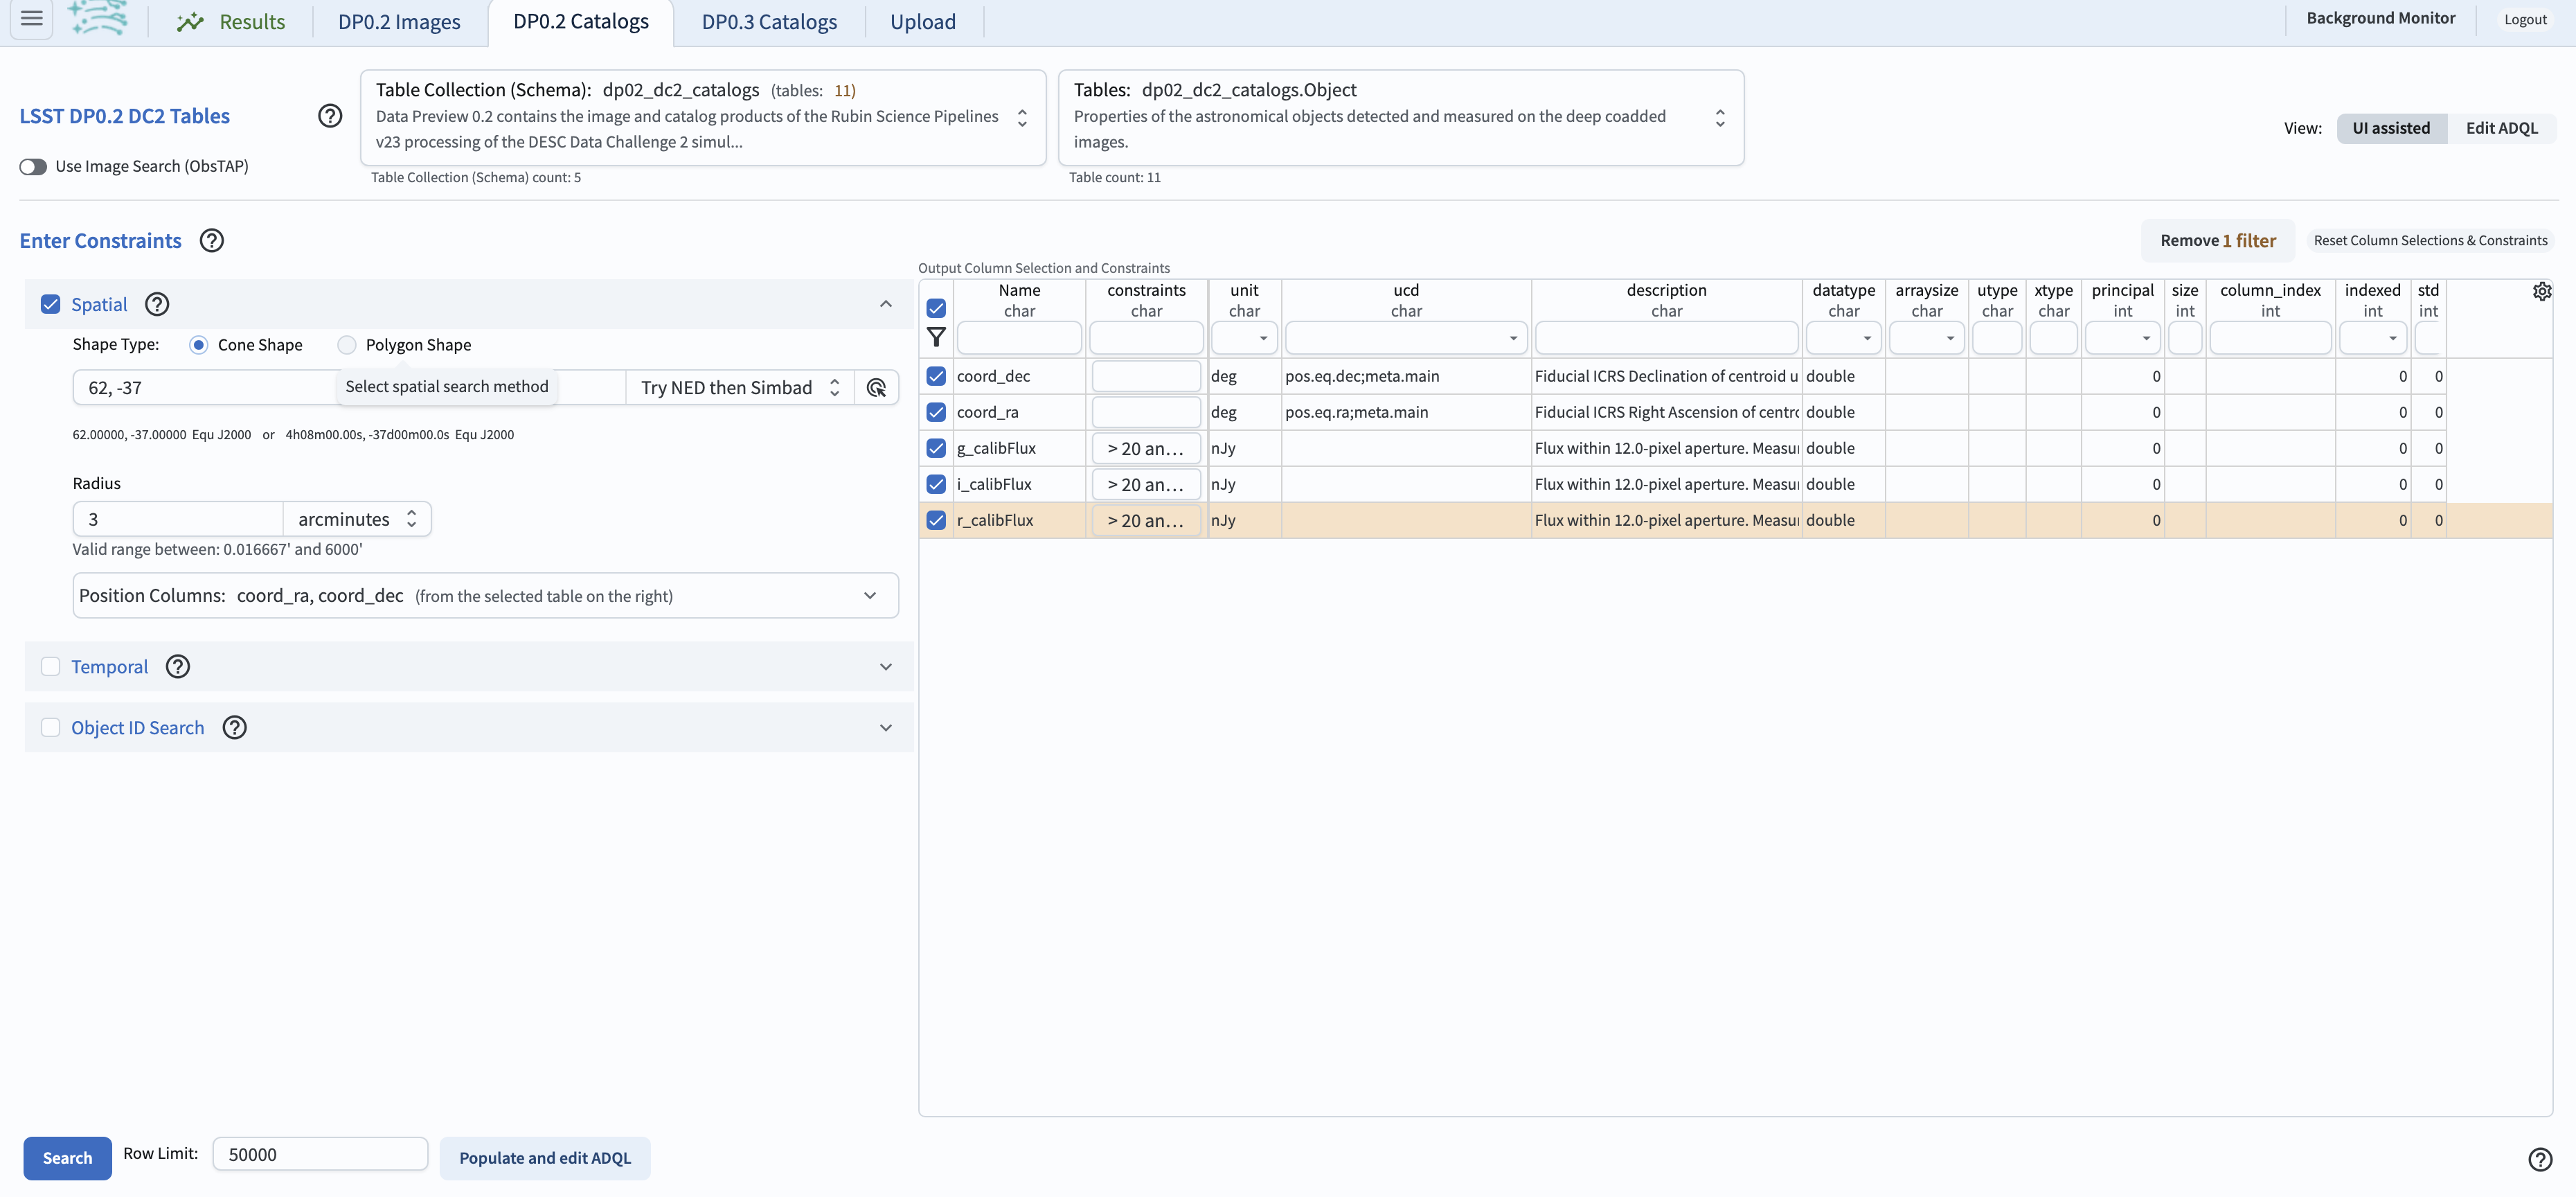 Results
DP0.2 Images
DP0.2 Catalogs
DP0.3 Catalogs
Upload
Background Monitor
Logout
LSST DP0.2 DC2 Tables
Use Image Search (ObsTAP)
Table Collection (Schema): dp02_dc2_catalogs (tables: 11)
Data Preview 0.2 contains the image and catalog products of the Rubin Science Pipelines
v23 processing of the DESC Data Challenge 2 simul...
Table Collection (Schema) count: 5
Tables: dp02_dc2_catalogs.Object
Properties of the astronomical objects detected and measured on the deep coadded
images.
Table count: 11
View: UI assisted Edit ADQL
Enter Constraints
Remove 1 filter
Reset Column Selections & Constraints
Spatial
Shape Type: Cone Shape Polygon Shape
62, -37
Select spatial search method
Try NED then Simbad
62.00000, -37.00000 Equ J2000 or 4h08m00.00s, -37d00m00.0s Equ J2000
Radius
3 arcminutes
Valid range between: 0.016667' and 6000'
Position Columns: coord_ra, coord_dec (from the selected table on the right)
Temporal
Object ID Search
Output Column Selection and Constraints
Name constraints unit ucd description datatype arraysize utype xtype principal size column_index indexed std
char char char char char char char char char int int int int int
coord_dec deg pos.eq.dec;meta.main Fiducial ICRS Declination of centroid u double 0 0 0
coord_ra deg pos.eq.ra;meta.main Fiducial ICRS Right Ascension of centro double 0 0 0
g_calibFlux > 20 an... nJy Flux within 12.0-pixel aperture. Measu double 0 0 0
i_calibFlux > 20 an... nJy Flux within 12.0-pixel aperture. Measu double 0 0 0
r_calibFlux > 20 an... nJy Flux within 12.0-pixel aperture. Measu double 0 0 0
Search
Row Limit: 50000
Populate and edit ADQL